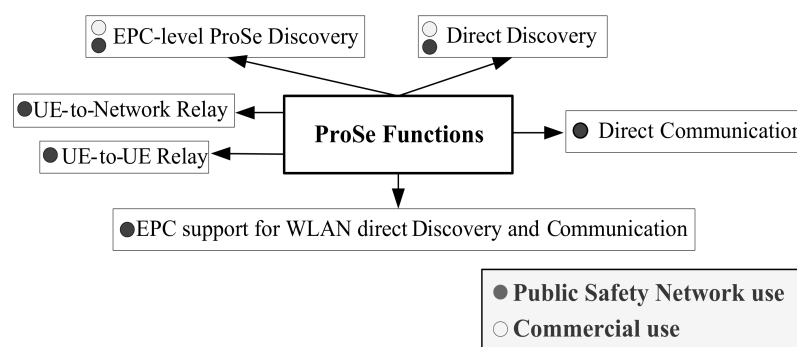 EPC-level ProSe Discovery
Direct Discovery
UE-to-Network Relay
ProSe Functions
Direct Communication
UE-to-UE Relay
EPC support for WLAN direct Discovery and Communication
Public Safety Network use
Commercial use